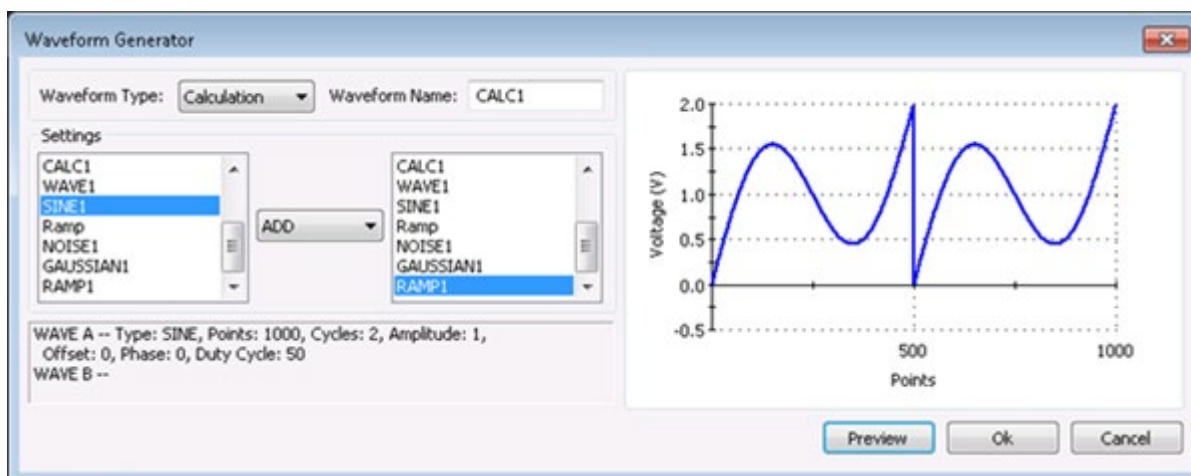 Waveform Generator
Waveform Type: Calculation Waveform Name: CALC1
Settings
CALC1
WAVE1
SINE1
Ramp
NOISE1
GAUSSIAN1
RAMP1
ADD
CALC1
WAVE1
SINE1
Ramp
NOISE1
GAUSSIAN1
RAMP1
WAVE A -- Type: SINE, Points: 1000, Cycles: 2, Amplitude: 1,
Offset: 0, Phase: 0, Duty Cycle: 50
WAVE B --
Voltage (V)
2.0
1.5
1.0
0.5
0.0
-0.5
500 1000
Points
Preview Ok Cancel